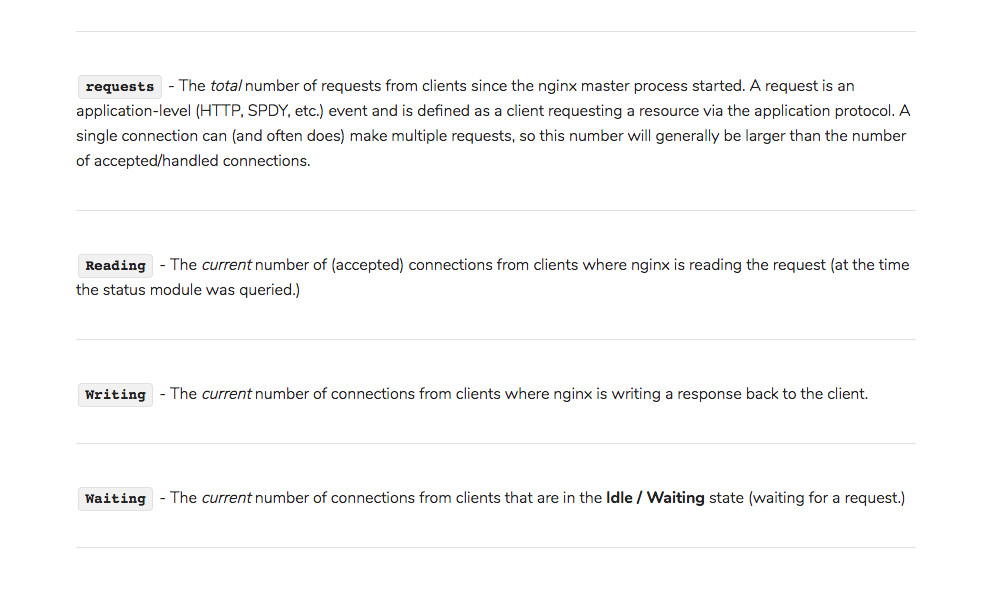 requests - The total number of requests from clients since the nginx master process started. A request is an
application-level (HTTP, SPDY, etc.) event and is defined as a client requesting a resource via the application protocol. A
single connection can (and often does) make multiple requests, so this number will generally be larger than the number
of accepted/handled connections.
Reading - The current number of (accepted) connections from clients where nginx is reading the request (at the time
the status module was queried.)
Writing - The current number of connections from clients where nginx is writing a response back to the client.
Waiting - The current number of connections from clients that are in the Idle / Waiting state (waiting for a request.)